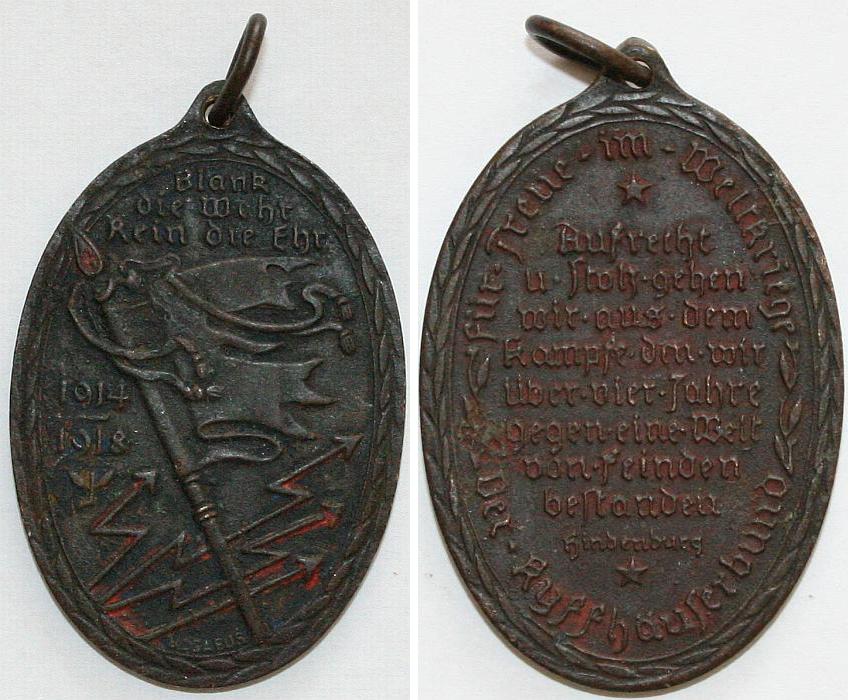 Blank
die Wehr
Rein die Ehr
1914
1918
Für Treue im Weltkriege
Aufrecht
u. stolz gehen
wir aus dem
Kampfe den wir
über vier Jahre
gegen eine Welt
von Feinden
bestanden
Hindenburg
Der Kyffhäuserbund